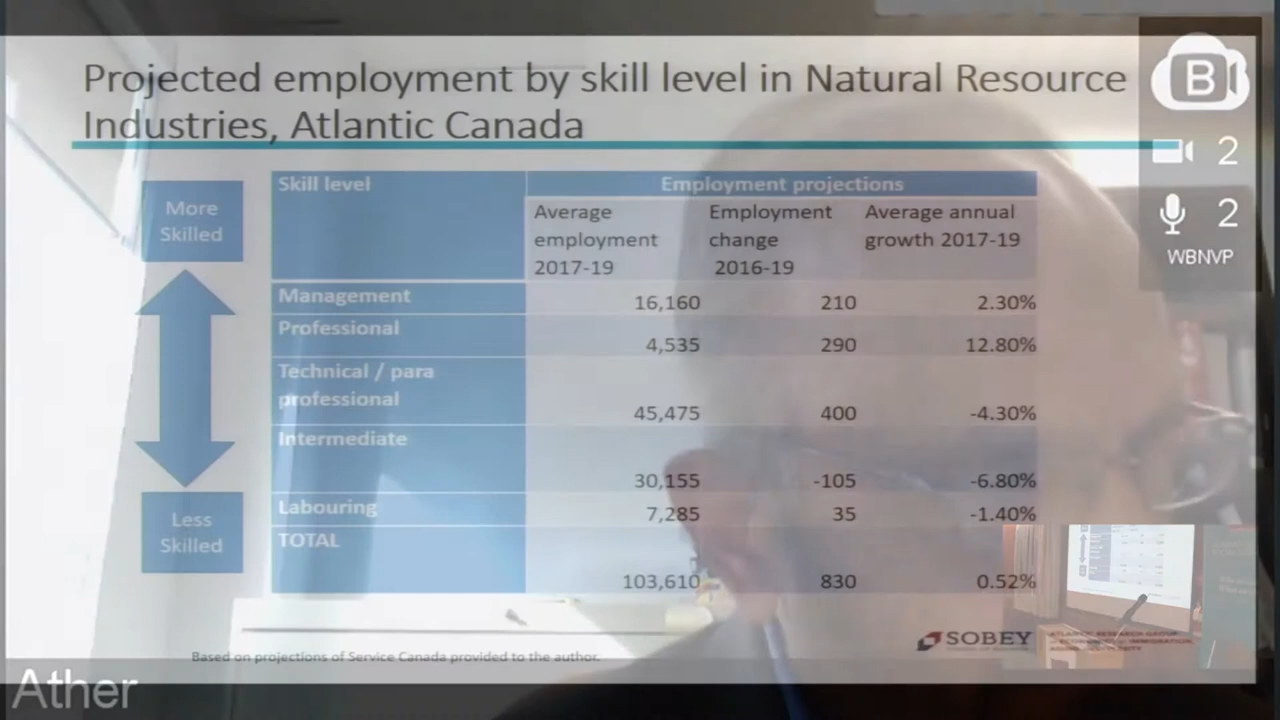 Projected employment by skill level in Natural Resource
Industries, Atlantic Canada
B
2
2
WBNVP
More
Skilled
Less
Skilled
Skill level
Employment projections
Average
employment
2017-19
Employment
change
2016-19
Average annual
growth 2017-19
Management 16,160 210 2.30%
Professional 4,535 290 12.80%
Technical / para
professional 45,475 400 -4.30%
Intermediate 30,155 -105 -6.80%
Labouring 7,285 35 -1.40%
TOTAL 103,610 830 0.52%
Based on projections of Service Canada provided to the author.
SOBEY
ATLANTIC RESEARCH GROUP
Ather